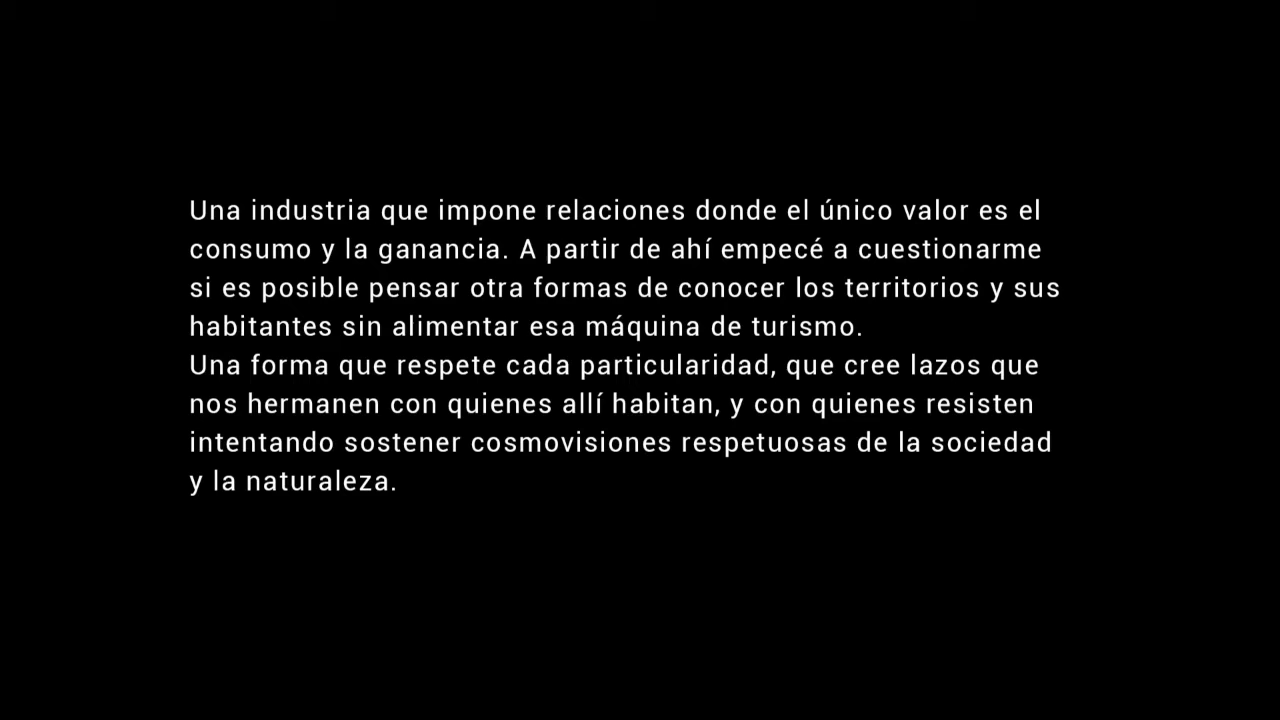 Una industria que impone relaciones donde el único valor es el
consumo y la ganancia. A partir de ahí empecé a cuestionarme
si es posible pensar otra formas de conocer los territorios y sus
habitantes sin alimentar esa máquina de turismo.
Una forma que respete cada particularidad, que cree lazos que
nos hermanen con quienes allí habitan, y con quienes resisten
intentando sostener cosmovisiones respetuosas de la sociedad
y la naturaleza.